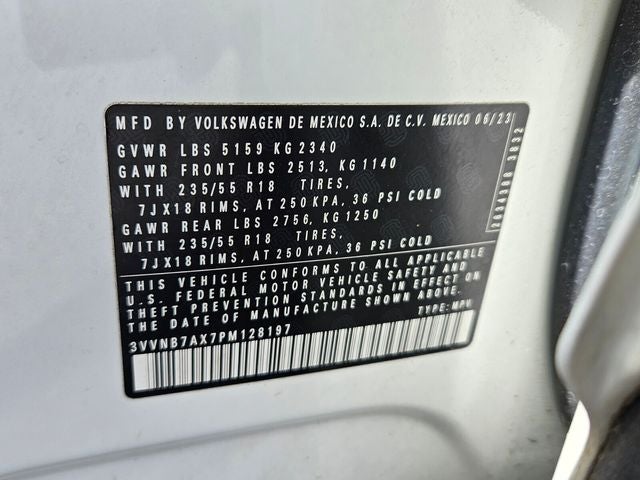 MFD BY VOLKSWAGEN DE MEXICO S.A. DE C.V. MEXICO 06/23
GVWR LBS 5159 KG 2340
GAWR FRONT LBS 2513, KG 1140
WITH 235/55 R18 TIRES,
7JX18 RIMS, AT 250 KPA, 36 PSI COLD
GAWR REAR LBS 2756, KG 1250
WITH 235/55 R18 TIRES,
7JX18 RIMS, AT 250 KPA, 36 PSI COLD
THIS VEHICLE CONFORMS TO ALL APPLICABLE
U.S. FEDERAL MOTOR VEHICLE SAFETY AND
THEFT PREVENTION STANDARDS IN EFFECT ON
THE DATE OF MANUFACTURE SHOWN ABOVE.
3VVNB7AX7PM128197 TYPE: MPV